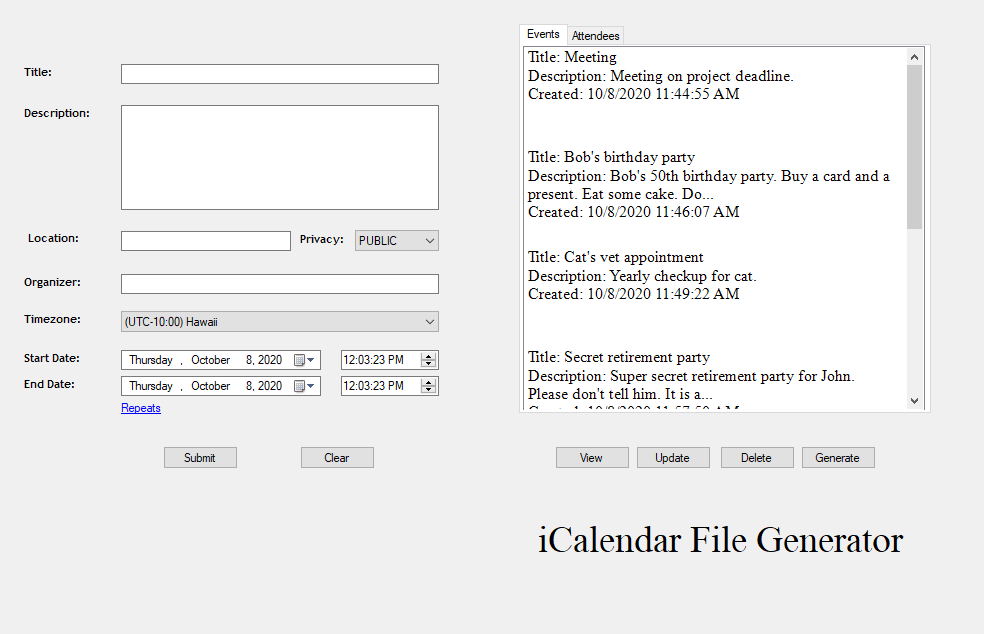 Title:
Description:
Location:
Privacy: PUBLIC
Organizer:
Timezone: (UTC-10:00) Hawaii
Start Date: Thursday , October 8, 2020 12:03:23 PM
End Date: Thursday , October 8, 2020 12:03:23 PM
Repeats
Submit Clear
Events Attendees
Title: Meeting
Description: Meeting on project deadline.
Created: 10/8/2020 11:44:55 AM
Title: Bob's birthday party
Description: Bob's 50th birthday party. Buy a card and a
present. Eat some cake. Do...
Created: 10/8/2020 11:46:07 AM
Title: Cat's vet appointment
Description: Yearly checkup for cat.
Created: 10/8/2020 11:49:22 AM
Title: Secret retirement party
Description: Super secret retirement party for John.
Please don't tell him. It is a...
View Update Delete Generate
iCalendar File Generator